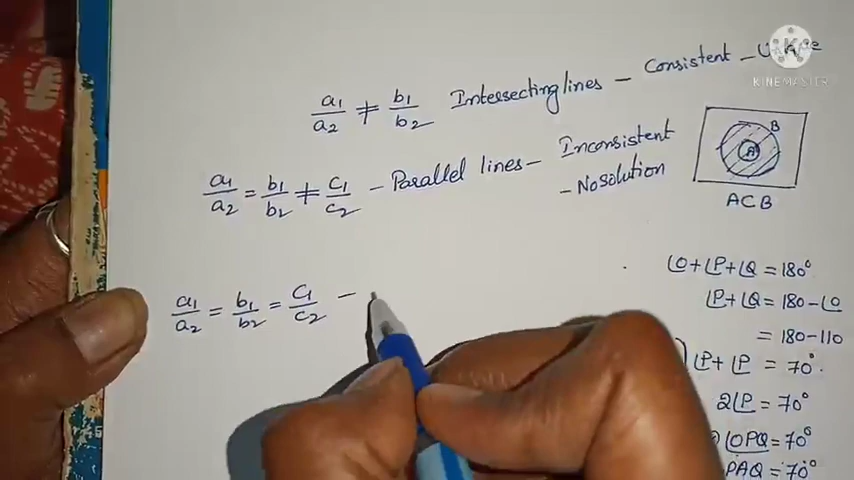 a₁/a₂ ≠ b₁/b₂ Intersecting lines - Consistent -
KINEMASTER
a₁/a₂ = b₁/b₂ ≠ c₁/c₂ - Parallel lines - Inconsistent
- No solution
B
A
A⊂B
a₁/a₂ = b₁/b₂ = c₁/c₂ -
∠O+∠P+∠Q = 180°
∠P+∠Q = 180-∠O
= 180-110
∠P+∠P = 70°
2∠P = 70°
∠OPQ = 70°
PAQ = 70°